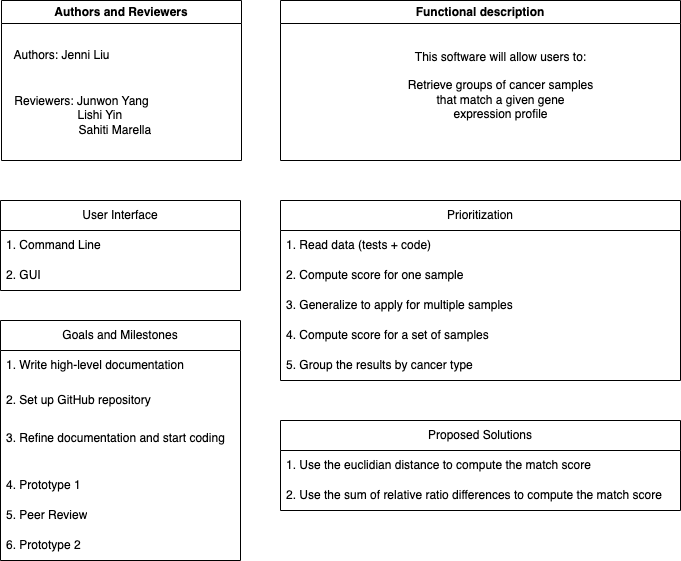 Authors and Reviewers
Authors: Jenni Liu
Reviewers: Junwon Yang
Lishi Yin
Sahiti Marella
Functional description
This software will allow users to:
Retrieve groups of cancer samples
that match a given gene
expression profile
User Interface
1. Command Line
2. GUI
Prioritization
1. Read data (tests + code)
2. Compute score for one sample
3. Generalize to apply for multiple samples
4. Compute score for a set of samples
5. Group the results by cancer type
Goals and Milestones
1. Write high-level documentation
2. Set up GitHub repository
3. Refine documentation and start coding
4. Prototype 1
5. Peer Review
6. Prototype 2
Proposed Solutions
1. Use the euclidian distance to compute the match score
2. Use the sum of relative ratio differences to compute the match score